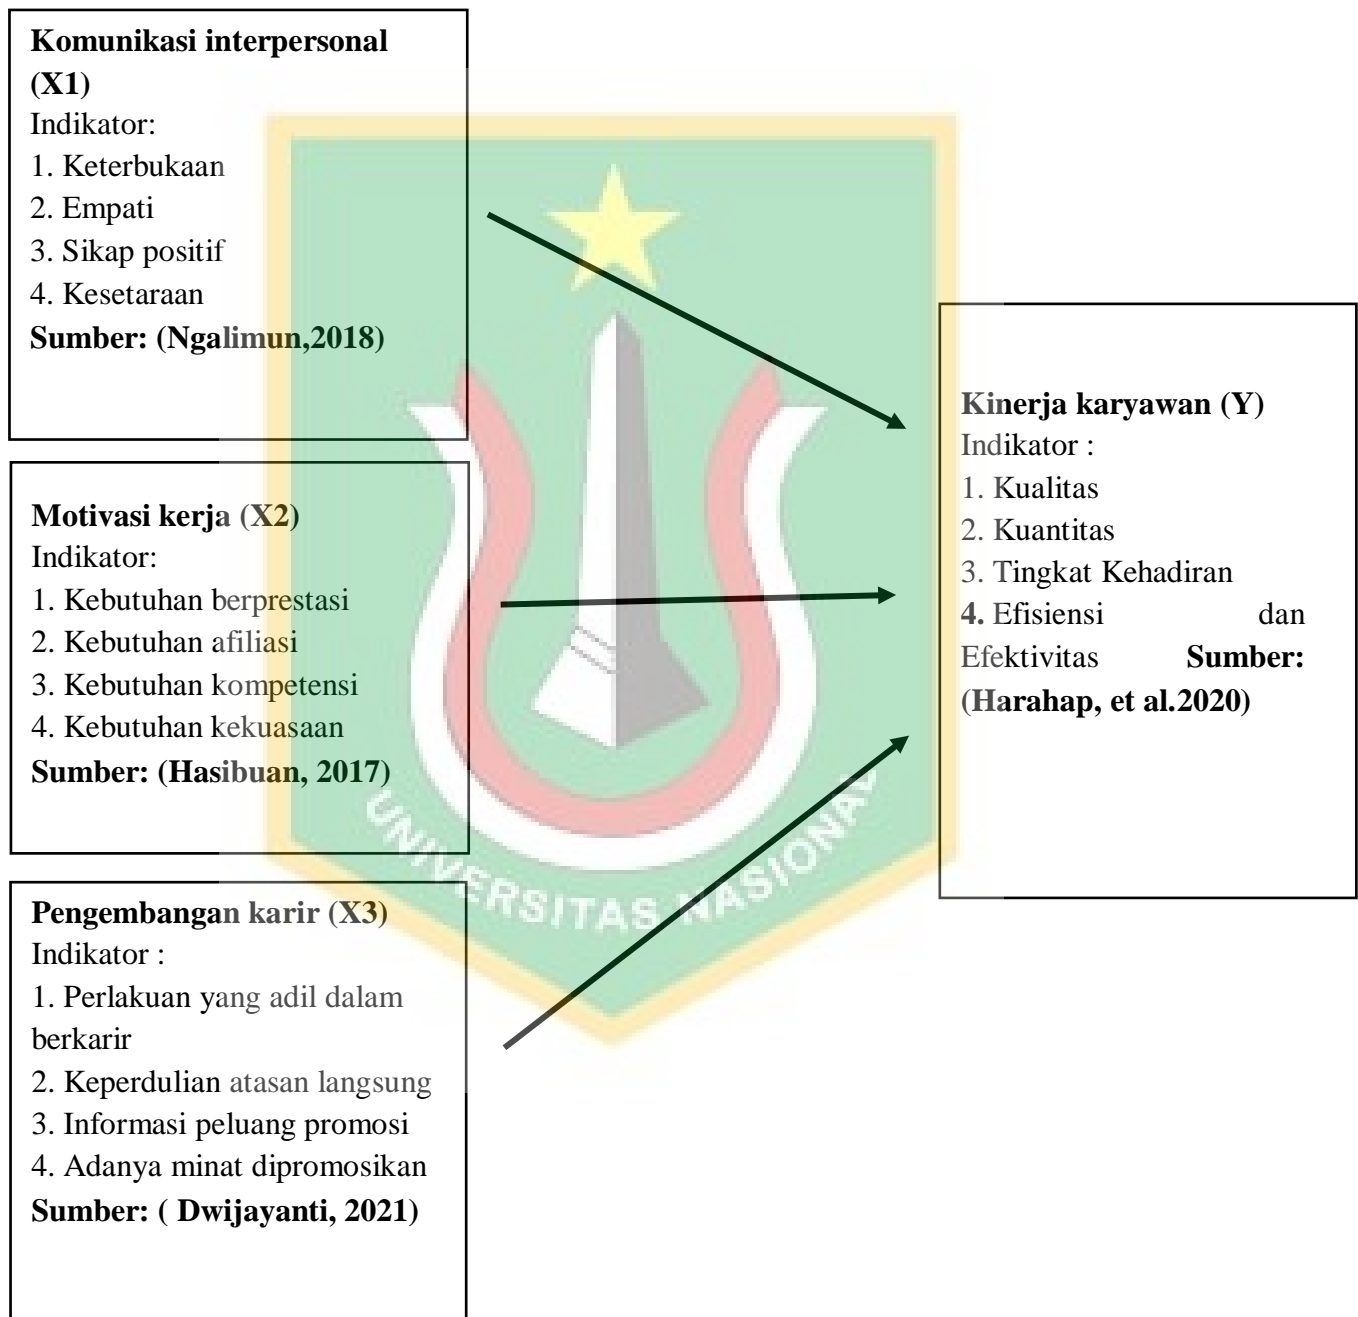 Komunikasi interpersonal
(X1)
Indikator:
1. Keterbukaan
2. Empati
3. Sikap positif
4. Kesetaraan
Sumber: (Ngalimun,2018)
Motivasi kerja (X2)
Indikator:
1. Kebutuhan berprestasi
2. Kebutuhan afiliasi
3. Kebutuhan kompetensi
4. Kebutuhan kekuasaan
Sumber: (Hasibuan, 2017)
Pengembangan karir (X3)
Indikator :
1. Perlakuan yang adil dalam
berkarir
2. Keperdulian atasan langsung
3. Informasi peluang promosi
4. Adanya minat dipromosikan
Sumber: ( Dwijayanti, 2021)
Kinerja karyawan (Y)
Indikator :
1. Kualitas
2. Kuantitas
3. Tingkat Kehadiran
4. Efisiensi dan
Efektivitas Sumber:
(Harahap, et al.2020)
UNIVERSITAS NASIONAL